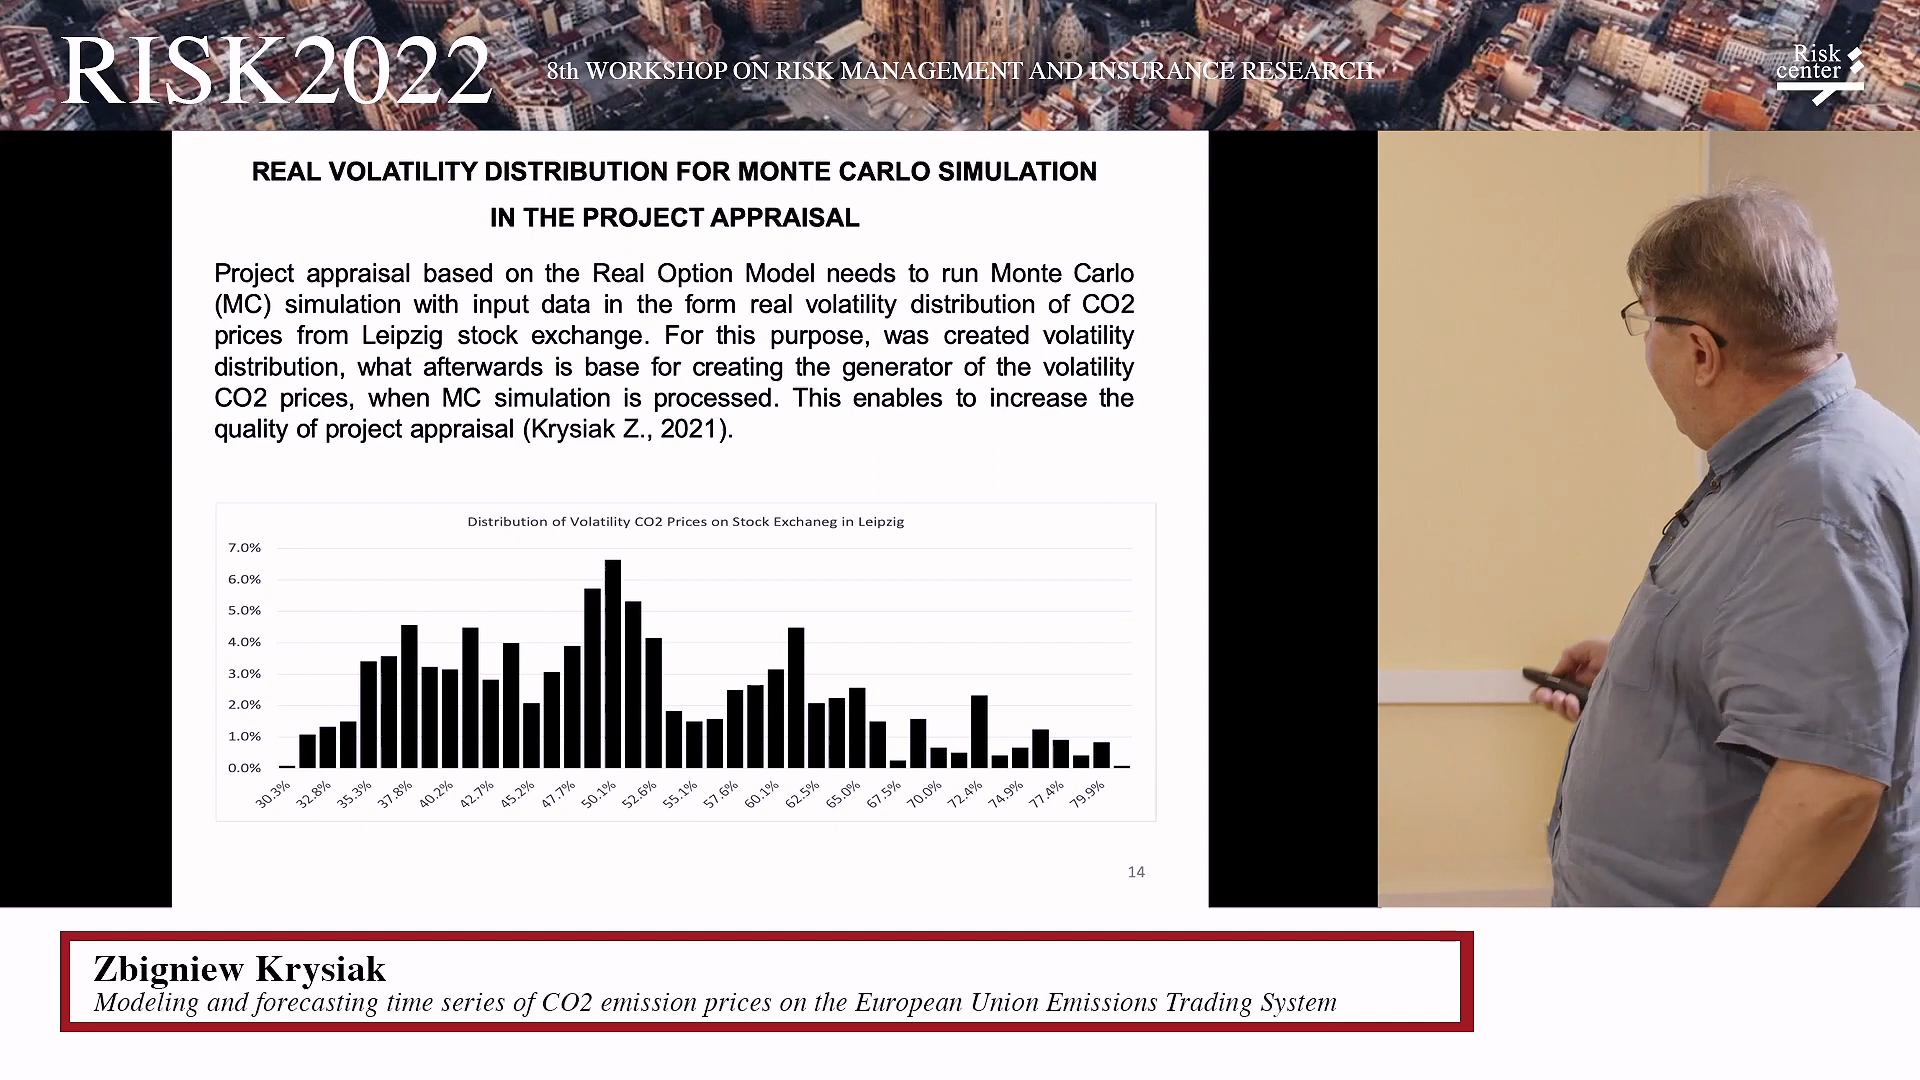 RISK2022
8th WORKSHOP ON RISK MANAGEMENT AND INSURANCE RESEARCH
Risk
center
REAL VOLATILITY DISTRIBUTION FOR MONTE CARLO SIMULATION
IN THE PROJECT APPRAISAL
Project appraisal based on the Real Option Model needs to run Monte Carlo
(MC) simulation with input data in the form real volatility distribution of CO2
prices from Leipzig stock exchange. For this purpose, was created volatility
distribution, what afterwards is base for creating the generator of the volatility
CO2 prices, when MC simulation is processed. This enables to increase the
quality of project appraisal (Krysiak Z., 2021).
Distribution of Volatility CO2 Prices on Stock Exchaneg in Leipzig
7.0%
6.0%
5.0%
4.0%
3.0%
2.0%
1.0%
0.0%
30.3% 32.8% 35.3% 37.8% 40.2% 42.7% 45.2% 47.7% 50.1% 52.6% 55.1% 57.6% 60.1% 62.5% 65.0% 67.5% 70.0% 72.4% 74.9% 77.4% 79.9%
14
Zbigniew Krysiak
Modeling and forecasting time series of CO2 emission prices on the European Union Emissions Trading System